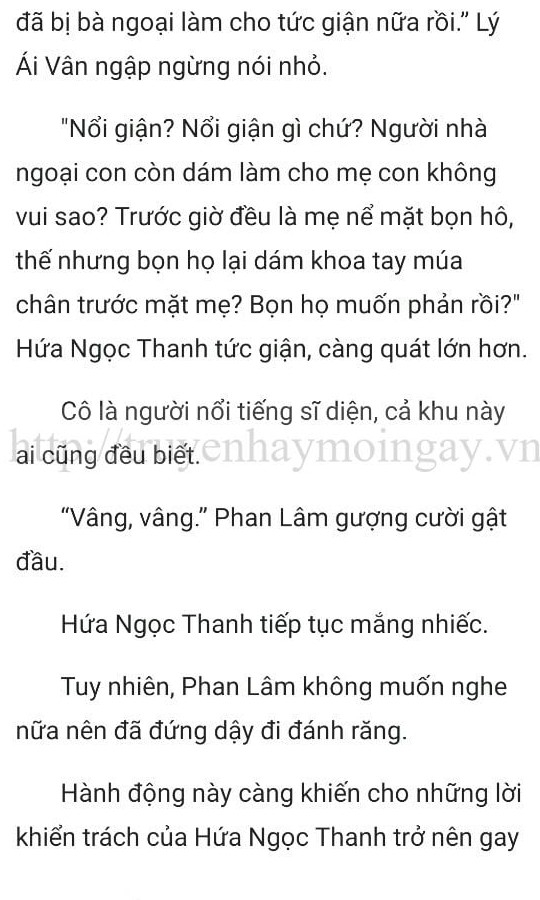 đã bị bà ngoại làm cho tức giận nữa rồi.” Lý
Ái Vân ngập ngừng nói nhỏ.
"Nổi giận? Nổi giận gì chứ? Người nhà
ngoại con còn dám làm cho mẹ con không
vui sao? Trước giờ đều là mẹ nể mặt bọn hô,
thế nhưng bọn họ lại dám khoa tay múa
chân trước mặt mẹ? Bọn họ muốn phản rồi?"
Hứa Ngọc Thanh tức giận, càng quát lớn hơn.
Cô là người nổi tiếng sĩ diện, cả khu này
http://truyenhaymoingay.vn
ai cũng đều biết.
“Vâng, vâng.” Phan Lâm gượng cười gật
đầu.
Hứa Ngọc Thanh tiếp tục mắng nhiếc.
Tuy nhiên, Phan Lâm không muốn nghe
nữa nên đã đứng dậy đi đánh răng.
Hành động này càng khiến cho những lời
khiển trách của Hứa Ngọc Thanh trở nên gay